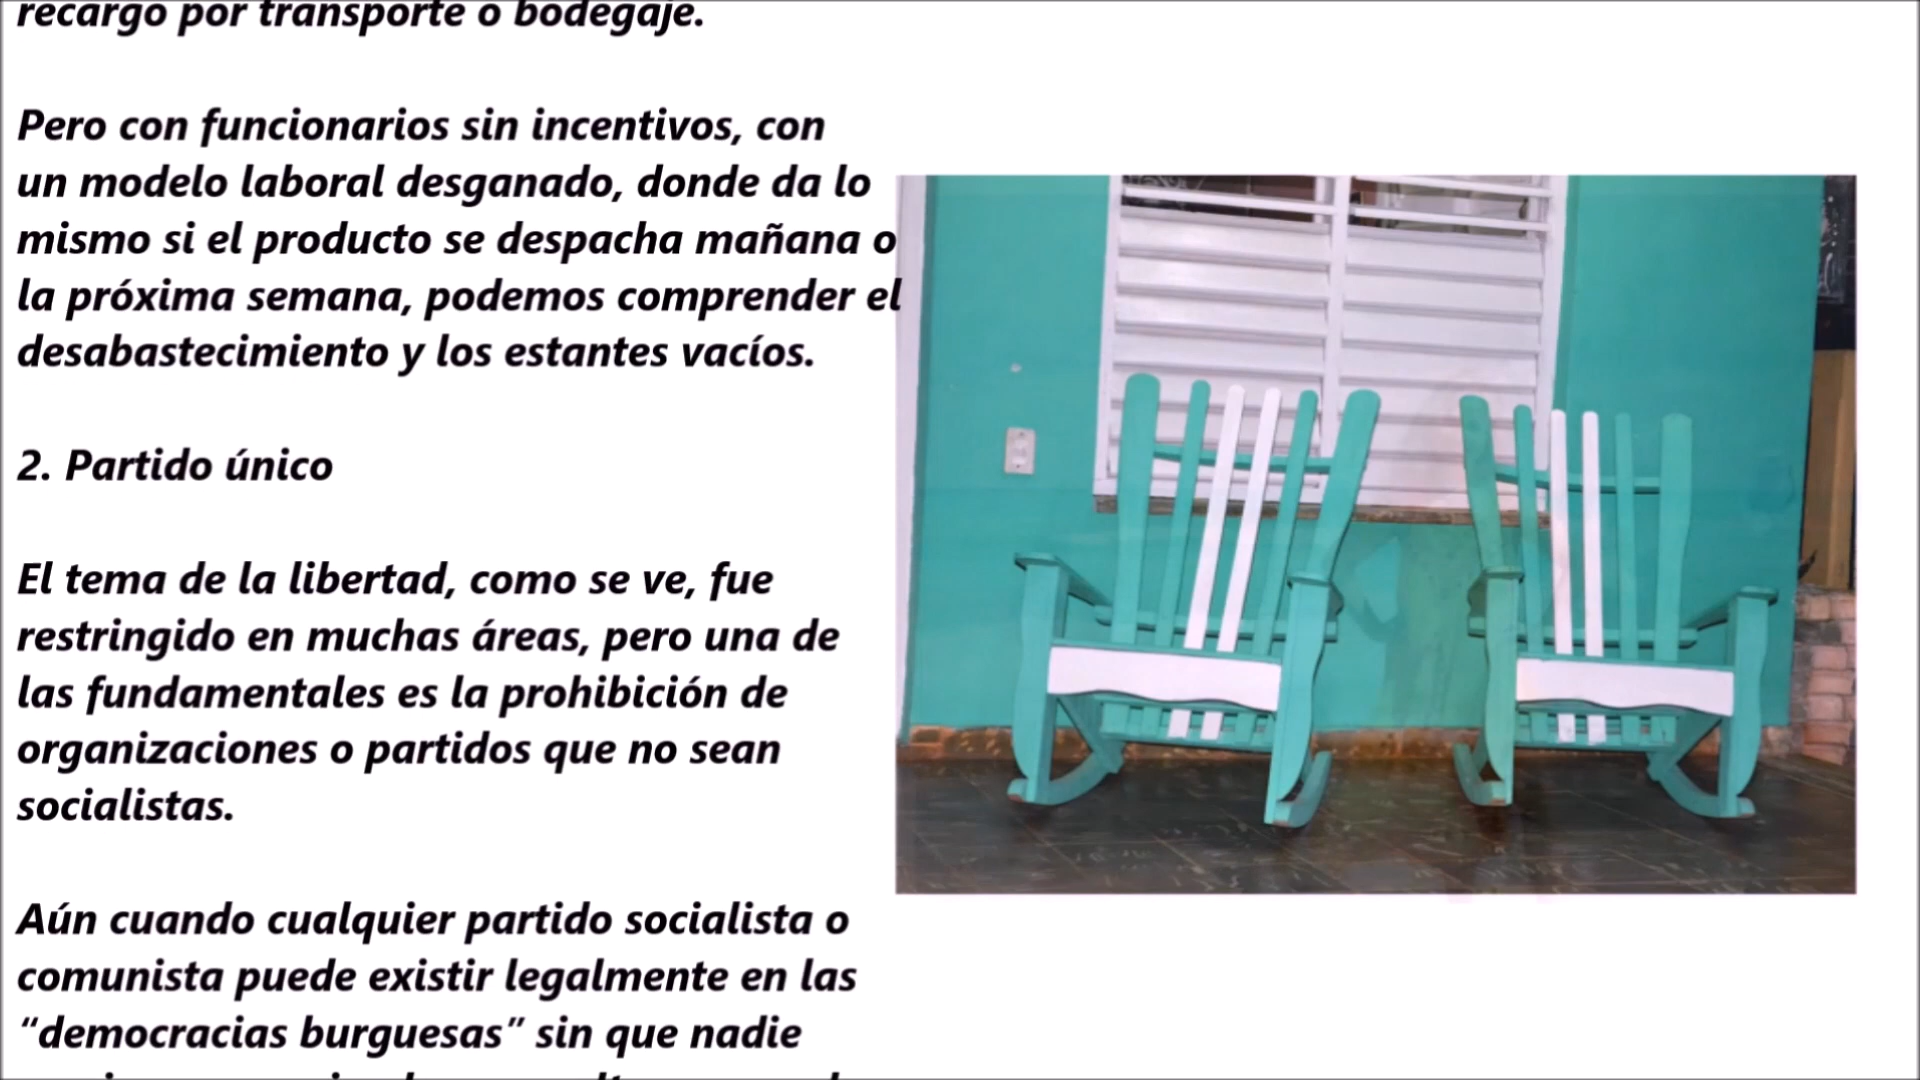 recargo por transporte o bodegaje.
Pero con funcionarios sin incentivos, con
un modelo laboral desganado, donde da lo
mismo si el producto se despacha mañana o
la próxima semana, podemos comprender el
desabastecimiento y los estantes vacíos.
2. Partido único
El tema de la libertad, como se ve, fue
restringido en muchas áreas, pero una de
las fundamentales es la prohibición de
organizaciones o partidos que no sean
socialistas.
Aún cuando cualquier partido socialista o
comunista puede existir legalmente en las
“democracias burguesas” sin que nadie